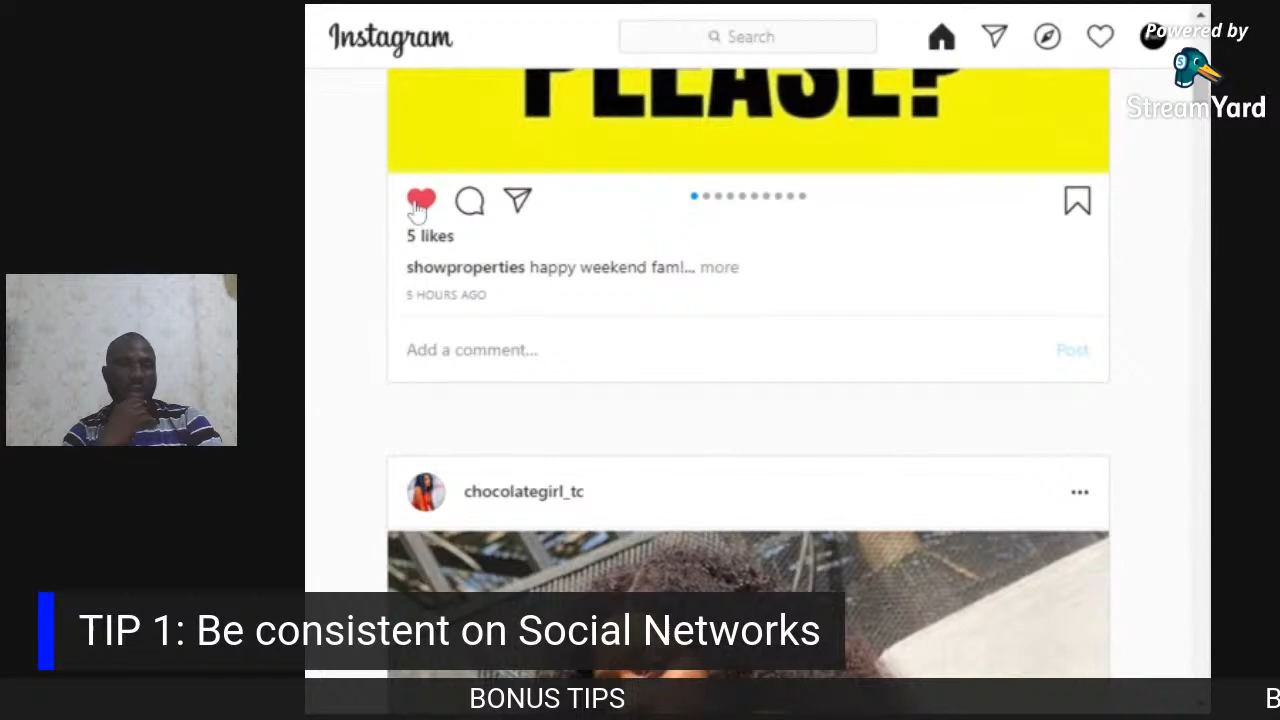 Instagram
Search
Powered by
StreamYard
PLEASE?
5 likes
showproperties happy weekend fam!... more
5 HOURS AGO
Add a comment...
Post
chocolategirl_tc
TIP 1: Be consistent on Social Networks
BONUS TIPS
B